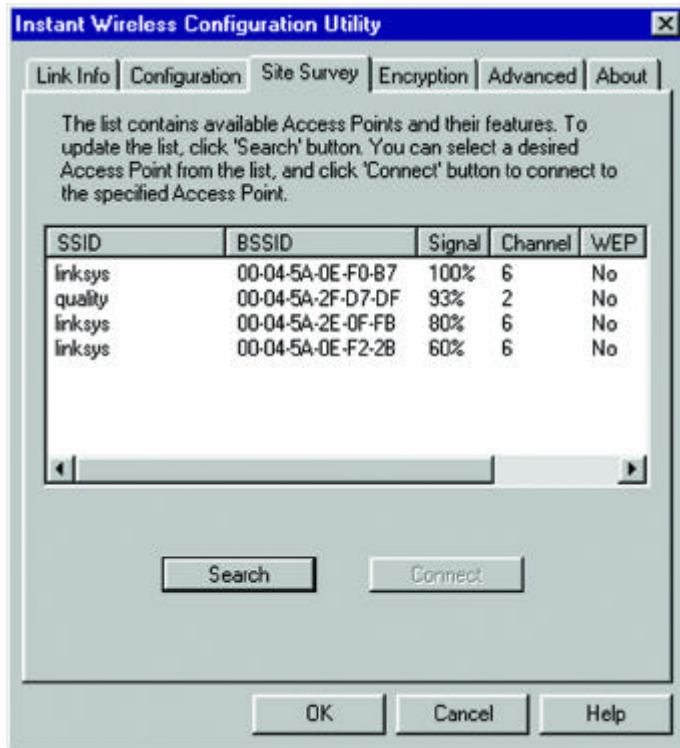 Instant Wireless Configuration Utility
Link Info Configuration Site Survey Encryption Advanced About
The list contains available Access Points and their features. To
update the list, click 'Search' button. You can select a desired
Access Point from the list, and click 'Connect' button to connect to
the specified Access Point.
SSID BSSID Signal Channel WEP
linksys 00-04-5A-0E-F0-B7 100% 6 No
quality 00-04-5A-2F-D7-DF 93% 2 No
linksys 00-04-5A-2E-0F-FB 80% 6 No
linksys 00-04-5A-0E-F2-2B 60% 6 No
Search Connect
OK Cancel Help